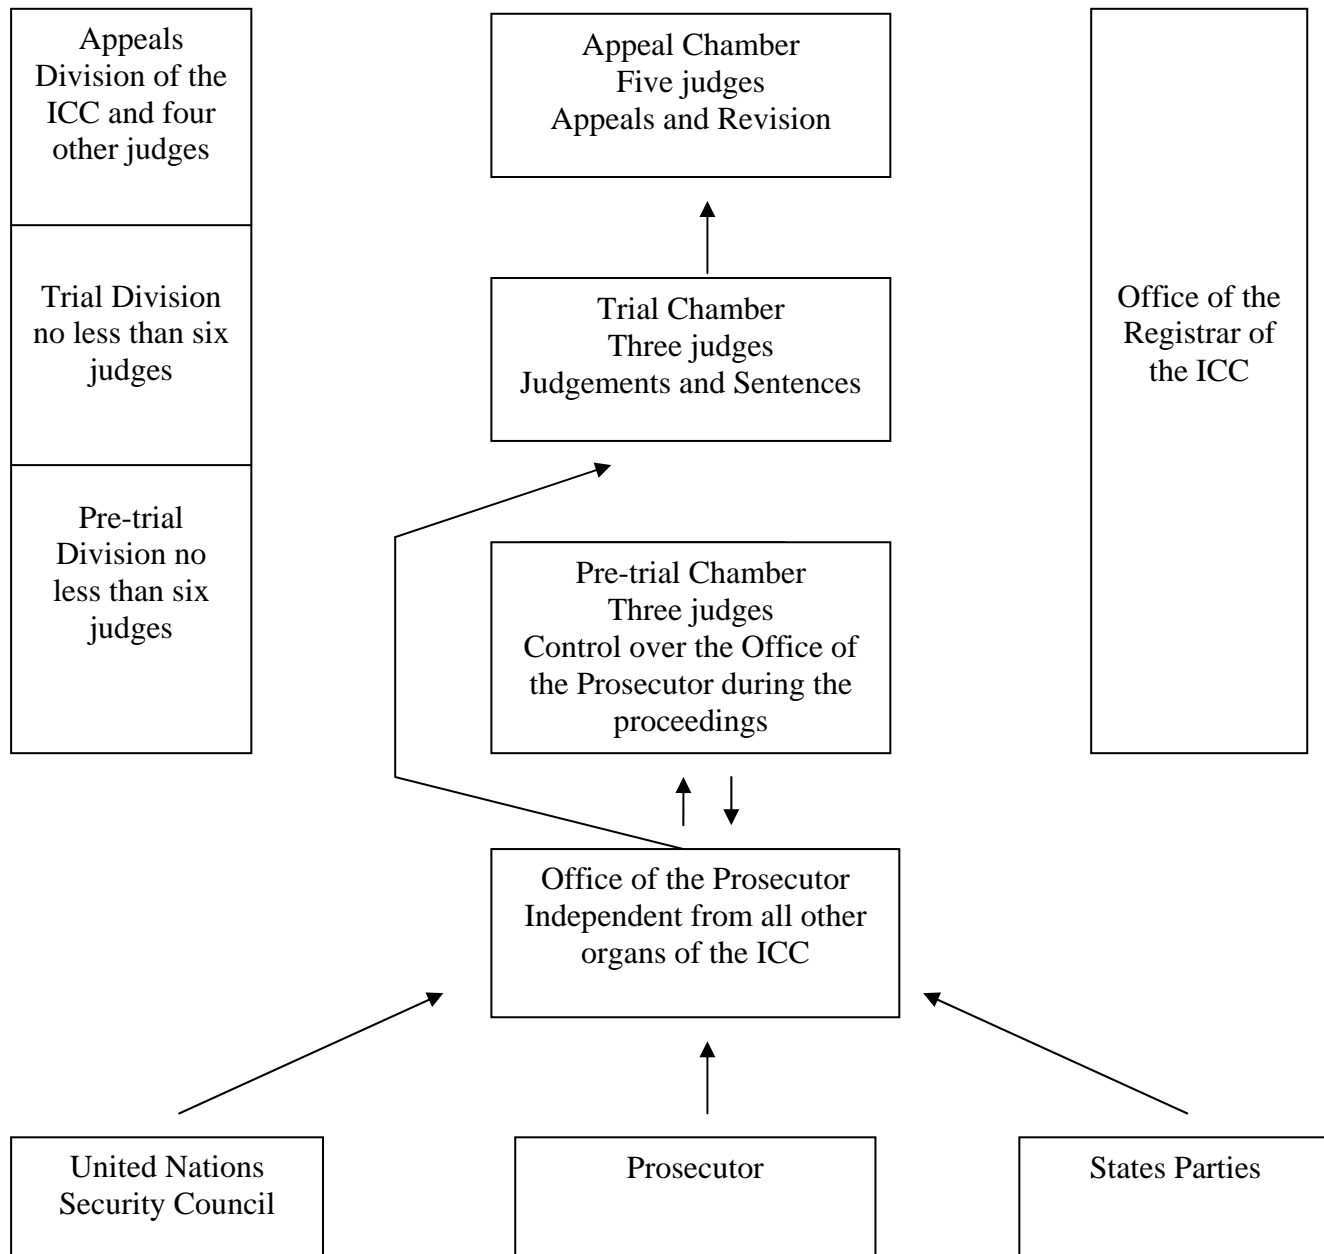 Appeals
Division of the
ICC and four
other judges
Trial Division
no less than six
judges
Pre-trial
Division no
less than six
judges
Appeal Chamber
Five judges
Appeals and Revision
Trial Chamber
Three judges
Judgements and Sentences
Pre-trial Chamber
Three judges
Control over the Office of
the Prosecutor during the
proceedings
Office of the Prosecutor
Independent from all other
organs of the ICC
Office of the
Registrar of
the ICC
United Nations
Security Council
Prosecutor
States Parties